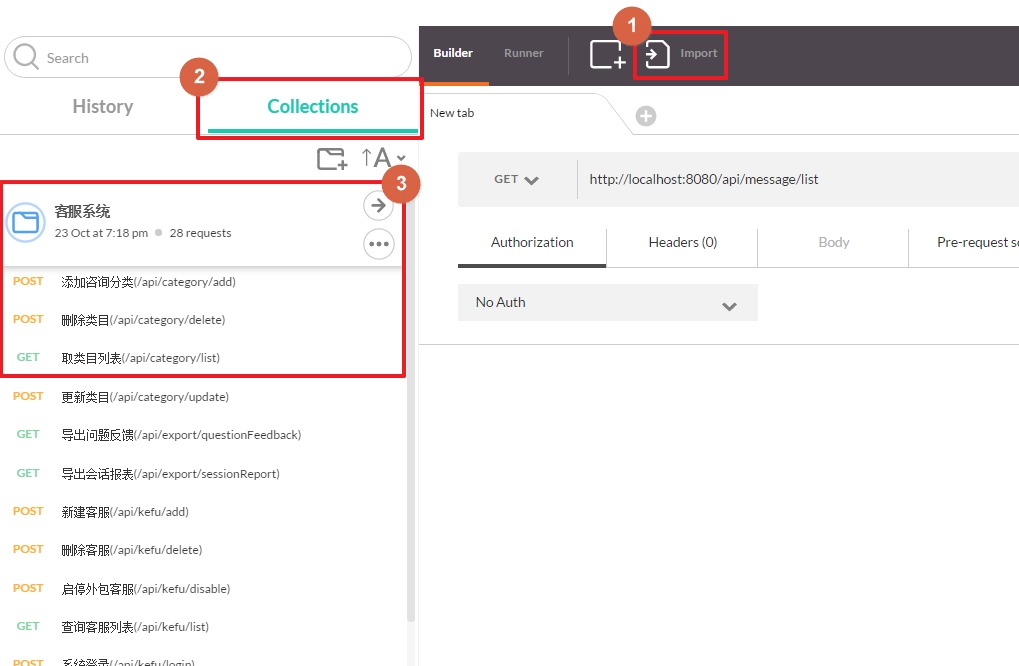 Search
History
2
Collections
↑A
3
客服系统
23 Oct at 7:18 pm
28 requests
POST 添加咨询分类(/api/category/add)
POST 删除类目(/api/category/delete)
GET 取类目列表(/api/category/list)
POST 更新类目(/api/category/update)
GET 导出问题反馈(/api/export/questionFeedback)
GET 导出会话报表(/api/export/sessionReport)
POST 新建客服(/api/kefu/add)
POST 删除客服(/api/kefu/delete)
POST 启停外包客服(/api/kefu/disable)
GET 查询客服列表(/api/kefu/list)
POST 系统登录(/api/kefu/login)
Builder
Runner
1
Import
New tab
GET
http://localhost:8080/api/message/list
Authorization
Headers (0)
Body
Pre-request s
No Auth